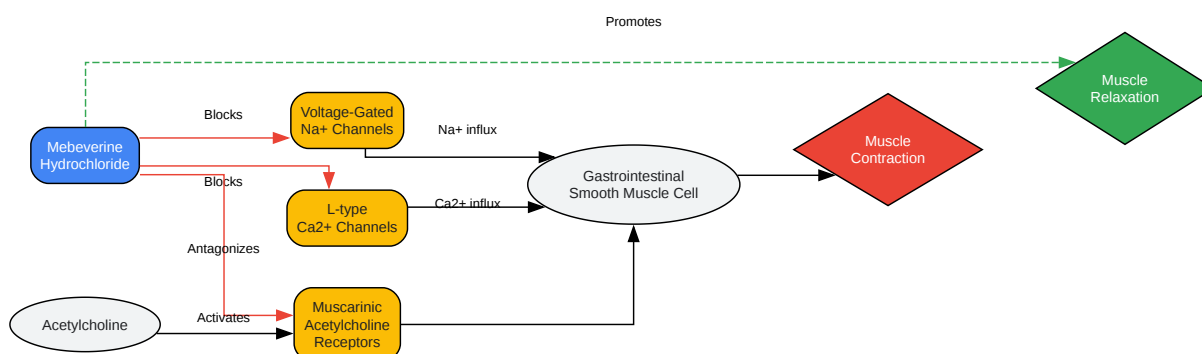 Promotes
Muscle
Relaxation
Blocks
Voltage-Gated
Na+ Channels
Na+ influx
Mebeverine
Hydrochloride
Muscle
Contraction
Blocks
Gastrointestinal
Smooth Muscle Cell
L-type
Ca2+ Channels
Ca2+ influx
Antagonizes
Acetylcholine
Activates
Muscarinic
Acetylcholine
Receptors